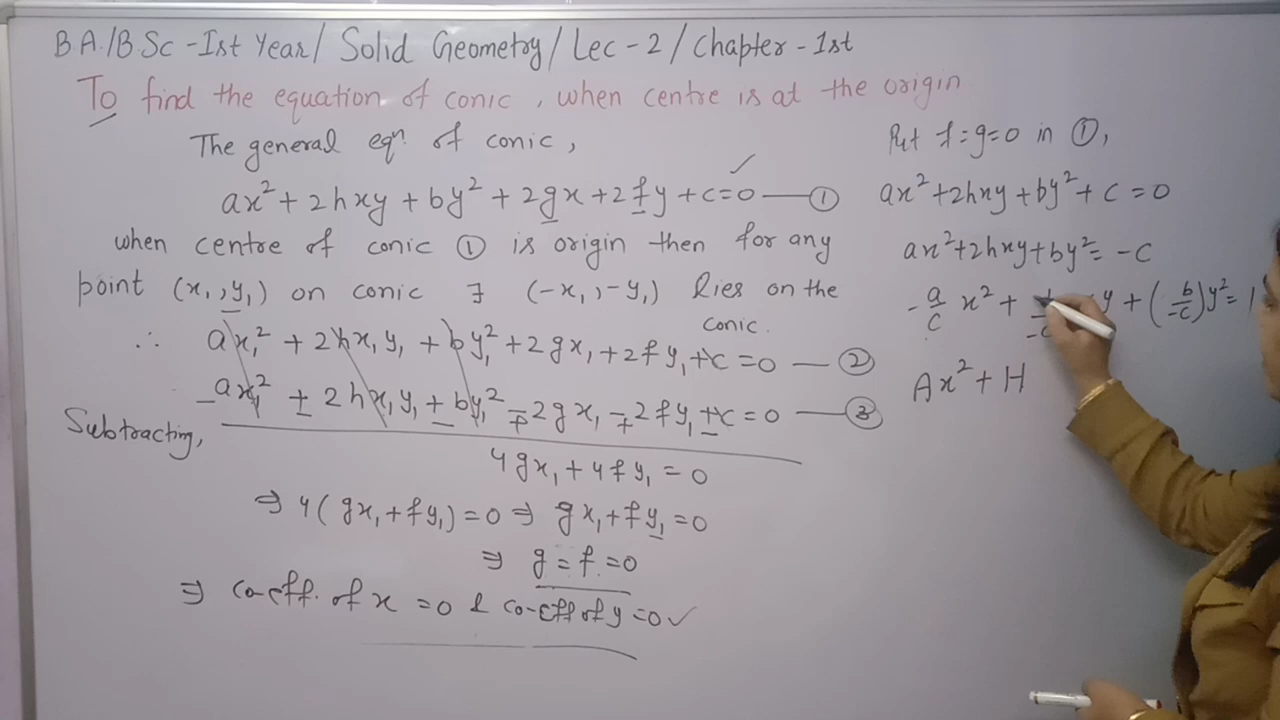 B.A./B.Sc - Ist Year / Solid Geometry / Lec - 2 / Chapter - 1st
To find the equation of conic, when centre is at the origin
The general eqⁿ. of conic,
ax² + 2hxy + by² + 2gx + 2fy + c = 0 — ①
when centre of conic ① is origin then for any
point (x₁, y₁) on conic ∃ (-x₁, -y₁) lies on the
conic.
∴ ax₁² + 2hx₁y₁ + by₁² + 2gx₁ + 2fy₁ + c = 0 — ②
_ax₁² ± 2hx₁y₁ ± by₁² ∓ 2gx₁ ∓ 2fy₁ ± c = 0 — ③
Subtracting,
4gx₁ + 4fy₁ = 0
⇒ 4(gx₁ + fy₁) = 0 ⇒ gx₁ + fy₁ = 0
⇒ g = f = 0
⇒ co-eff. of x = 0 & co-eff of y = 0 ✓
Put f = g = 0 in ①,
ax² + 2hxy + by² + c = 0
ax² + 2hxy + by² = -c
-a/c x² + y + (b/-c) y² = 1
Ax² + H